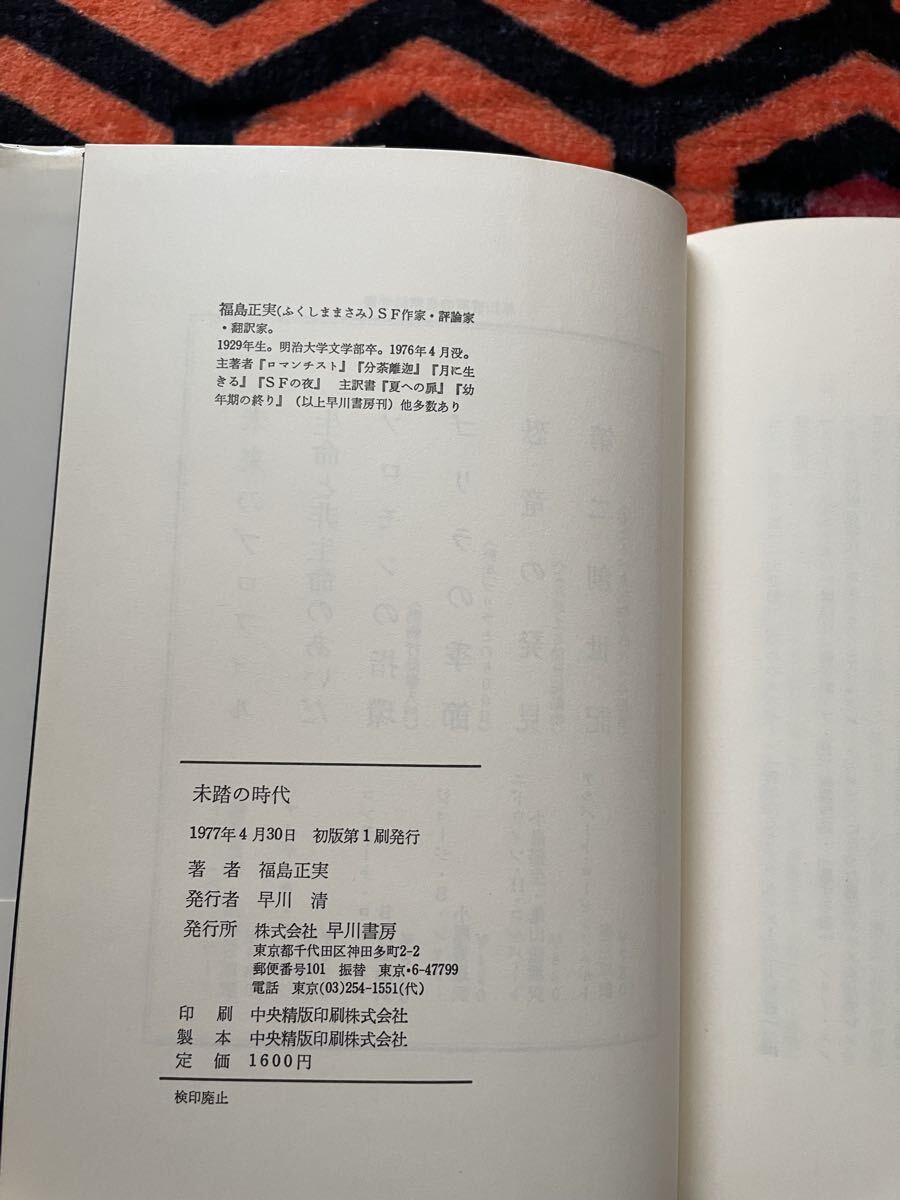 福島正実(ふくしままさみ)SF作家・評論家
・翻訳家。
1929年生。明治大学文学部卒。1976年4月没。
主著者『ロマンチスト』『分茶離迦』『月に生
きる』『SFの夜』 主訳書『夏への扉』『幼
年期の終り』(以上早川書房刊)他多数あり
未踏の時代
1977年4月30日 初版第1刷発行
著 者 福島正実
発行者 早川 清
発行所 株式会社 早川書房
東京都千代田区神田多町2-2
郵便番号101 振替 東京・6-47799
電話 東京(03)254-1551(代)
印 刷 中央精版印刷株式会社
製 本 中央精版印刷株式会社
定 価 1600円
検印廃止